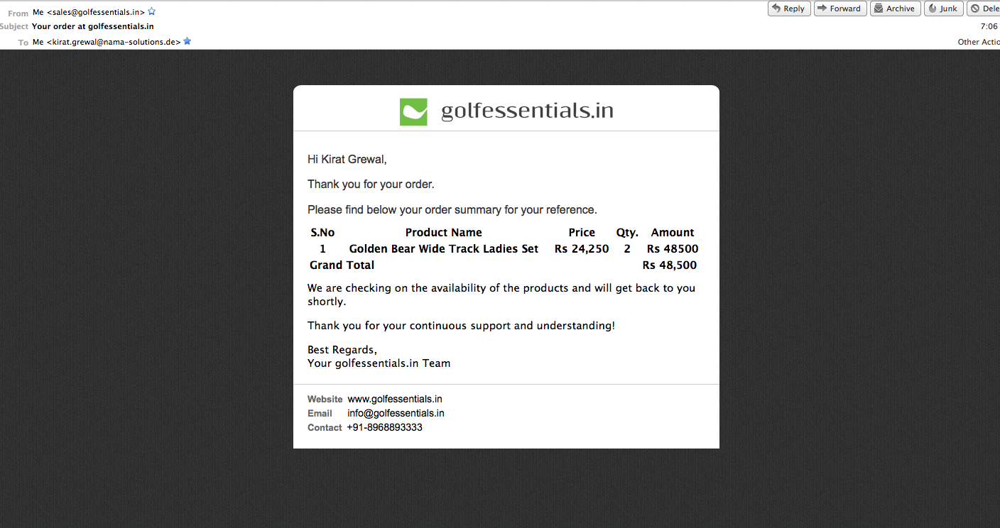 From Me <sales@golfessentials.in>
Reply Forward Archive Junk Dele
Subject Your order at golfessentials.in
7:06
To Me <kirat.grewal@nama-solutions.de>
Other Actio
golfessentials.in
Hi Kirat Grewal,
Thank you for your order.
Please find below your order summary for your reference.
S.No Product Name Price Qty. Amount
1 Golden Bear Wide Track Ladies Set Rs 24,250 2 Rs 48500
Grand Total Rs 48,500
We are checking on the availability of the products and will get back to you
shortly.
Thank you for your continuous support and understanding!
Best Regards,
Your golfessentials.in Team
Website www.golfessentials.in
Email info@golfessentials.in
Contact +91-8968893333